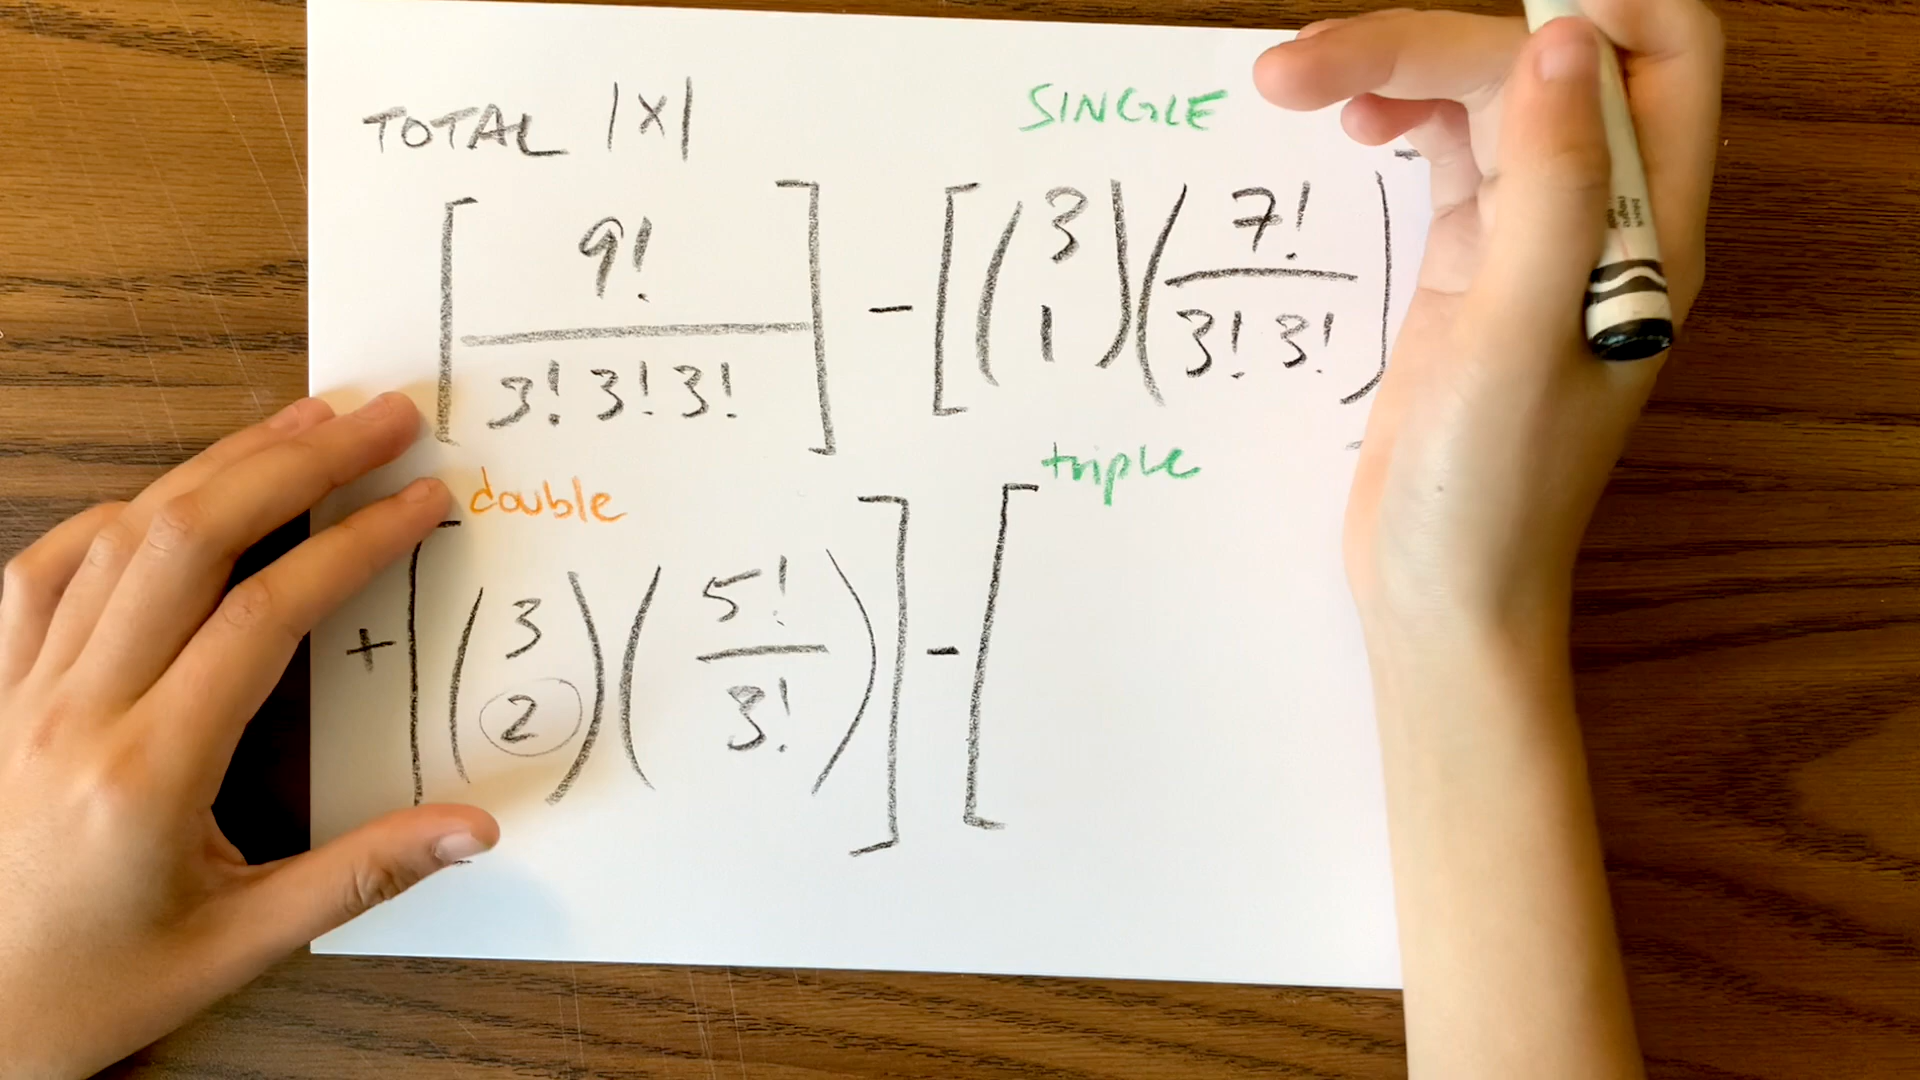 TOTAL |X| SINGLE
[ 9! / 3! 3! 3! ] - [ ( 3 1 ) ( 7! / 3! 3! )
double triple
+ [ ( 3 2 ) ( 5! / 3! ) ] - [